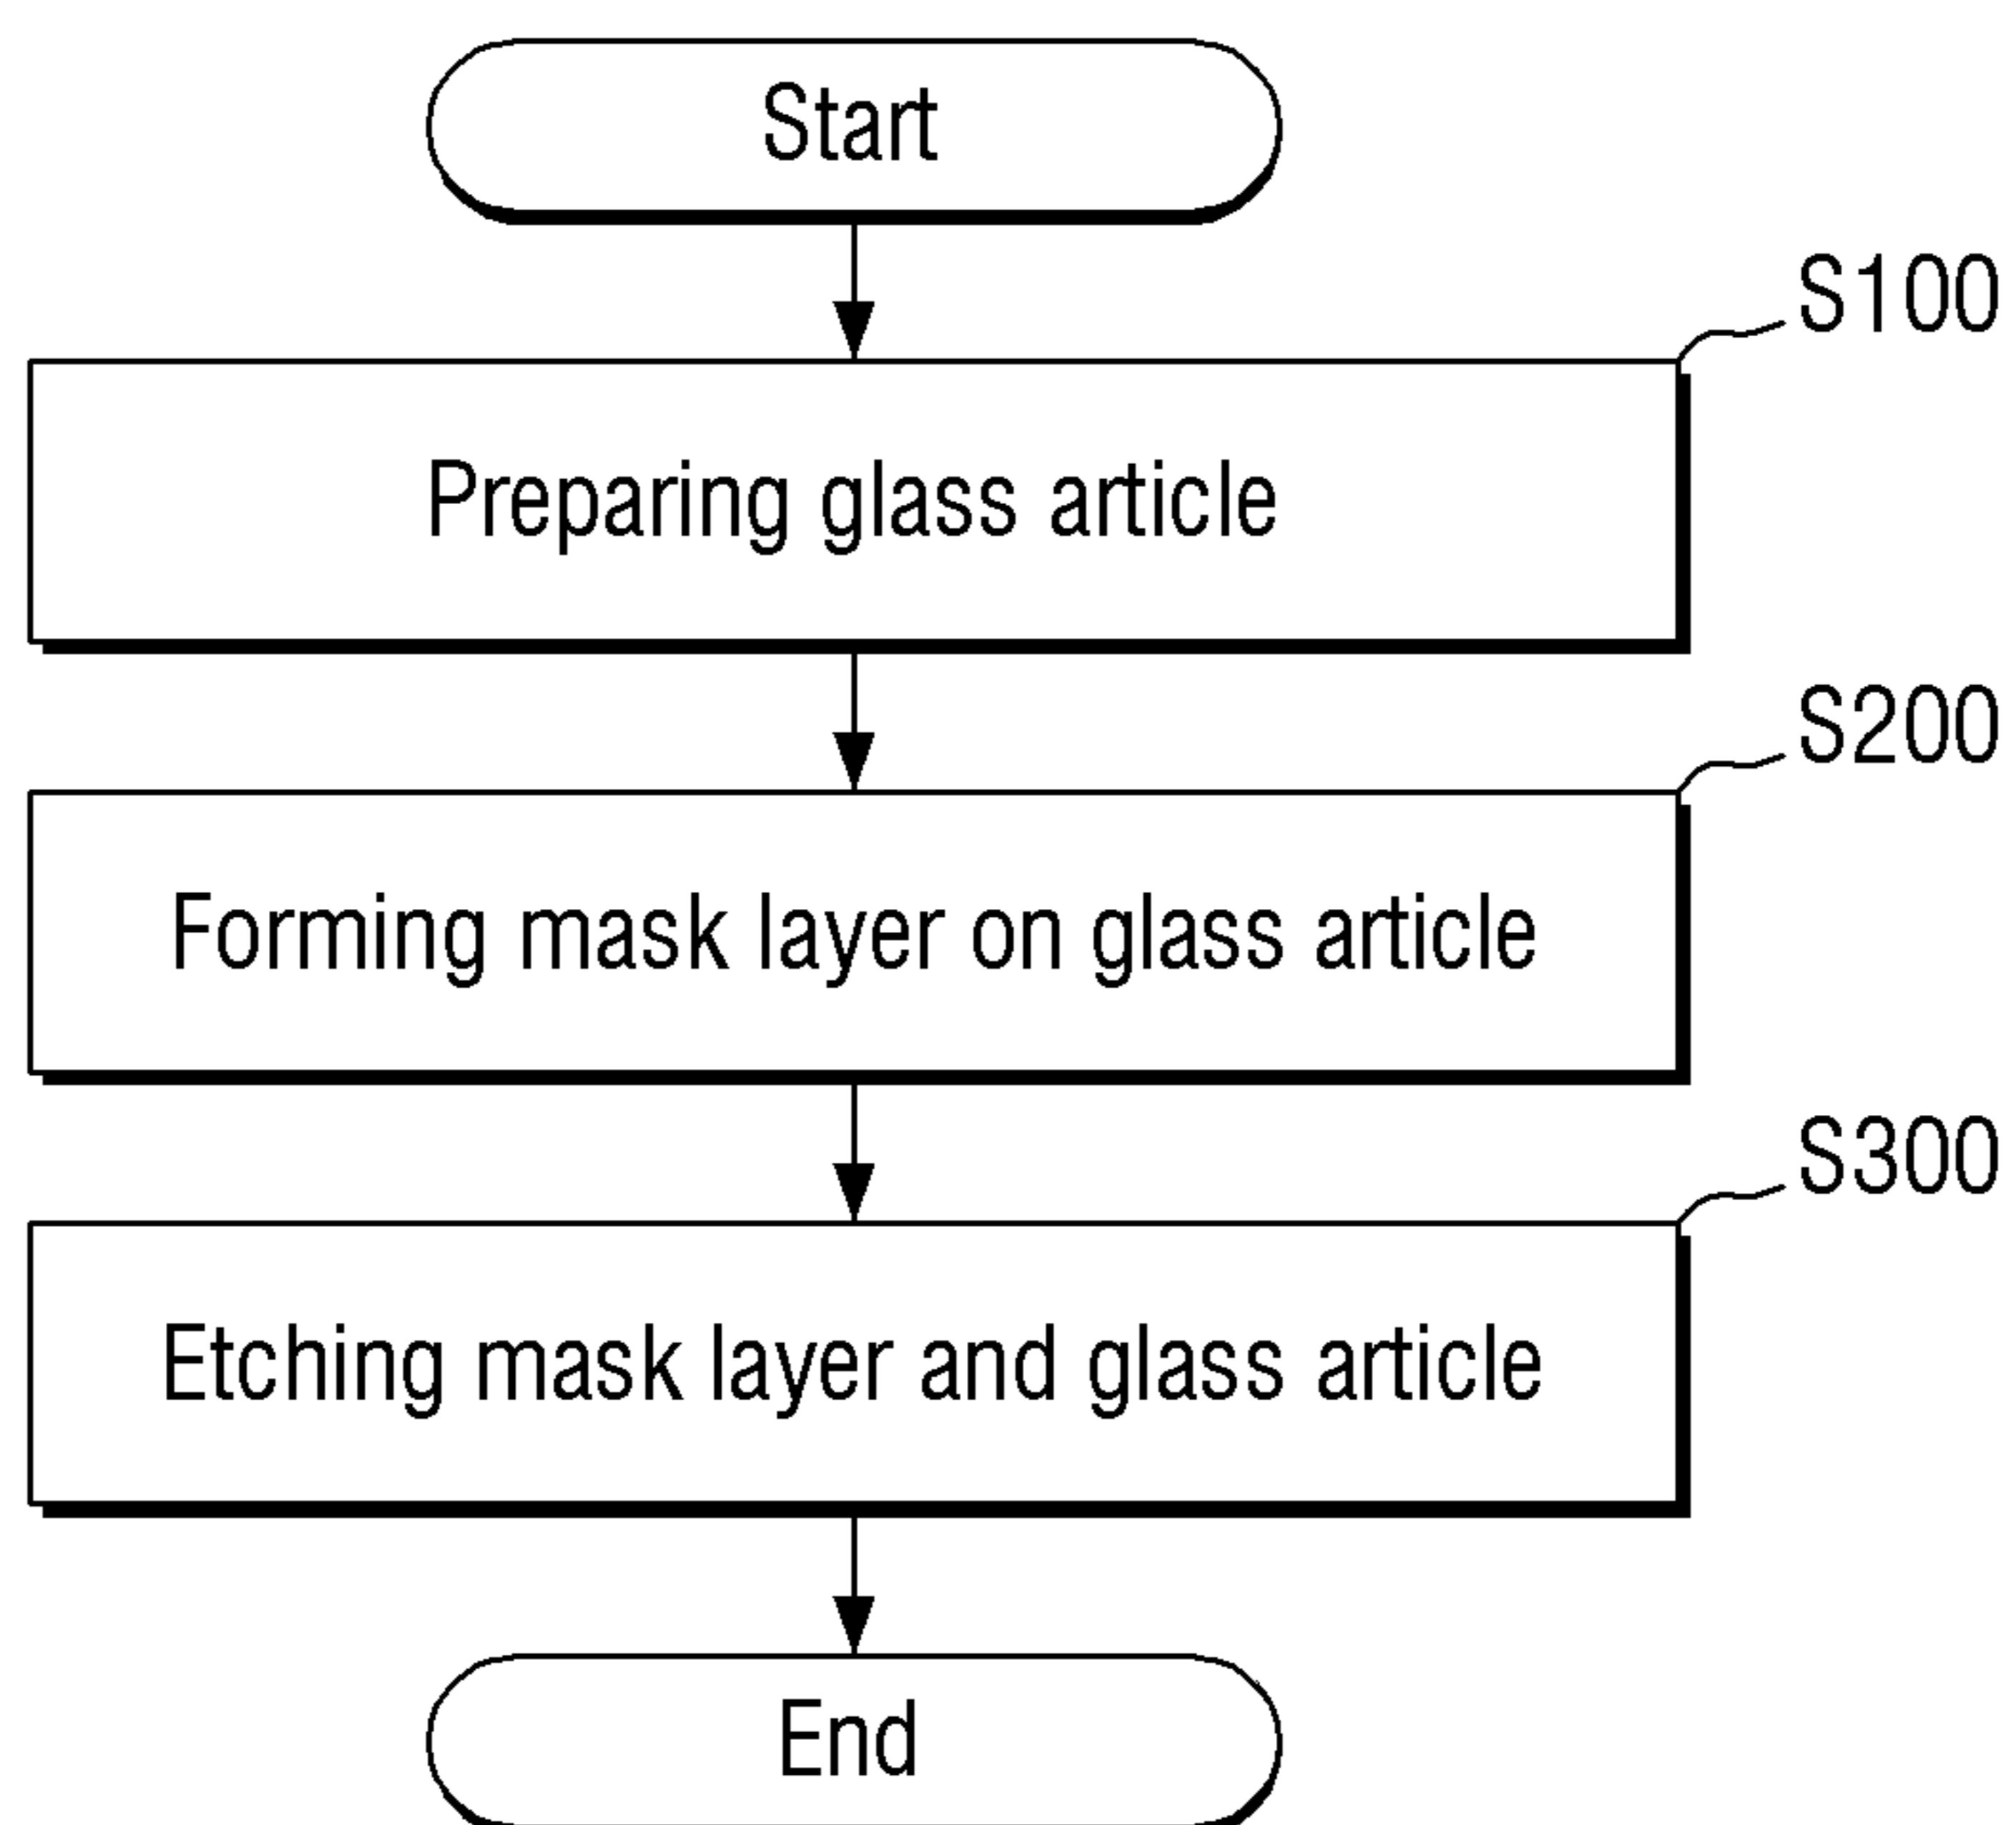 Start
S100
Preparing glass article
S200
Forming mask layer on glass article
S300
Etching mask layer and glass article
End